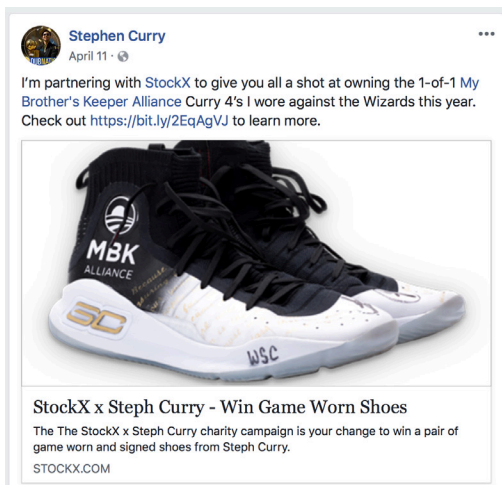 Stephen Curry
April 11 ·
I'm partnering with StockX to give you all a shot at owning the 1-of-1 My
Brother's Keeper Alliance Curry 4's I wore against the Wizards this year.
Check out https://bit.ly/2EqAgVJ to learn more.
MBK
ALLIANCE
Because
SC
WSC
StockX x Steph Curry - Win Game Worn Shoes
The The StockX x Steph Curry charity campaign is your change to win a pair of
game worn and signed shoes from Steph Curry.
STOCKX.COM